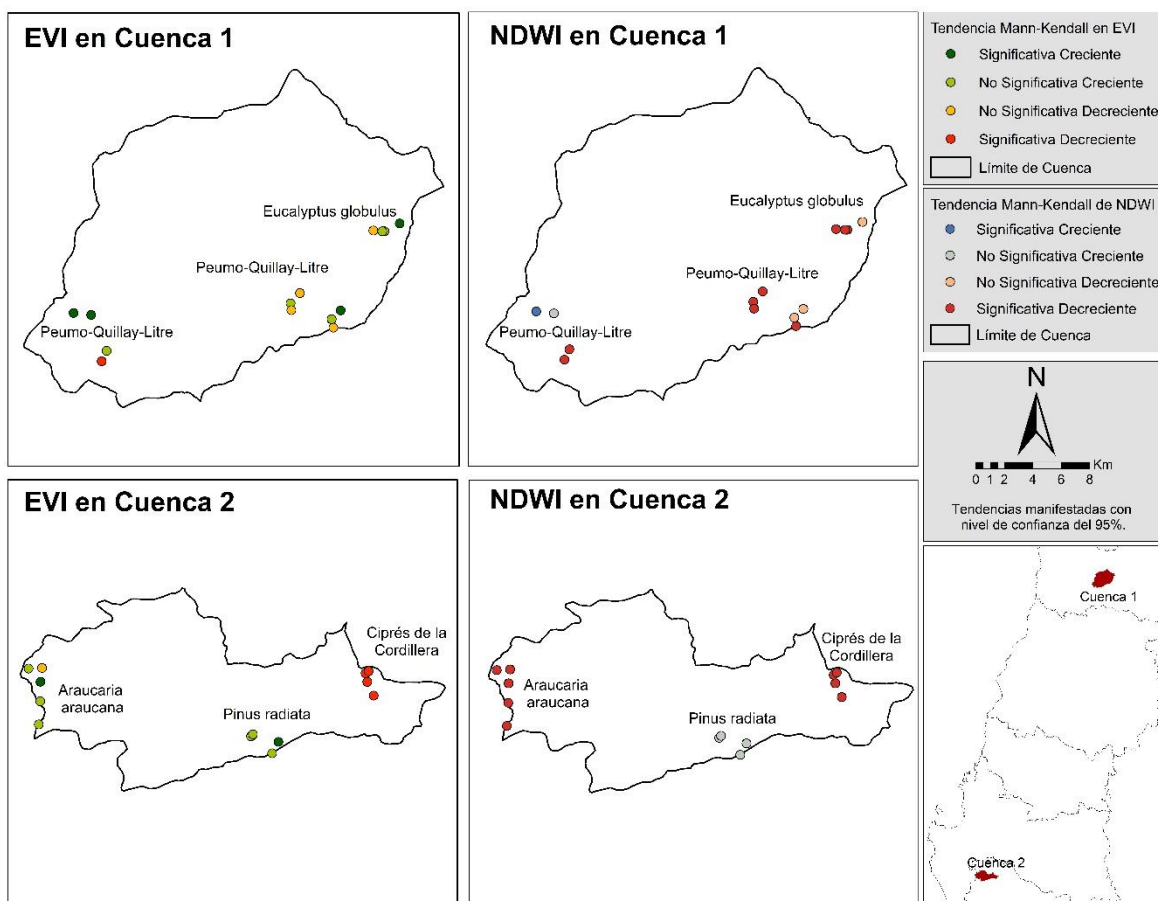 EVI en Cuenca 1
Eucalyptus globulus
Peumo-Quillay-Litre
Peumo-Quillay-Litre
NDWI en Cuenca 1
Eucalyptus globulus
Peumo-Quillay-Litre
Peumo-Quillay-Litre
Tendencia Mann-Kendall en EVI
Significativa Creciente
No Significativa Creciente
No Significativa Decreciente
Significativa Decreciente
Límite de Cuenca
Tendencia Mann-Kendall de NDWI
Significativa Creciente
No Significativa Creciente
No Significativa Decreciente
Significativa Decreciente
Límite de Cuenca
N
Km
0 1 2 4 6 8
Tendencias manifestadas con
nivel de confianza del 95%.
EVI en Cuenca 2
Ciprés de la
Cordillera
Araucaria
araucana
Pinus radiata
NDWI en Cuenca 2
Ciprés de la
Cordillera
Araucaria
araucana
Pinus radiata
Cuenca 1
Cuenca 2